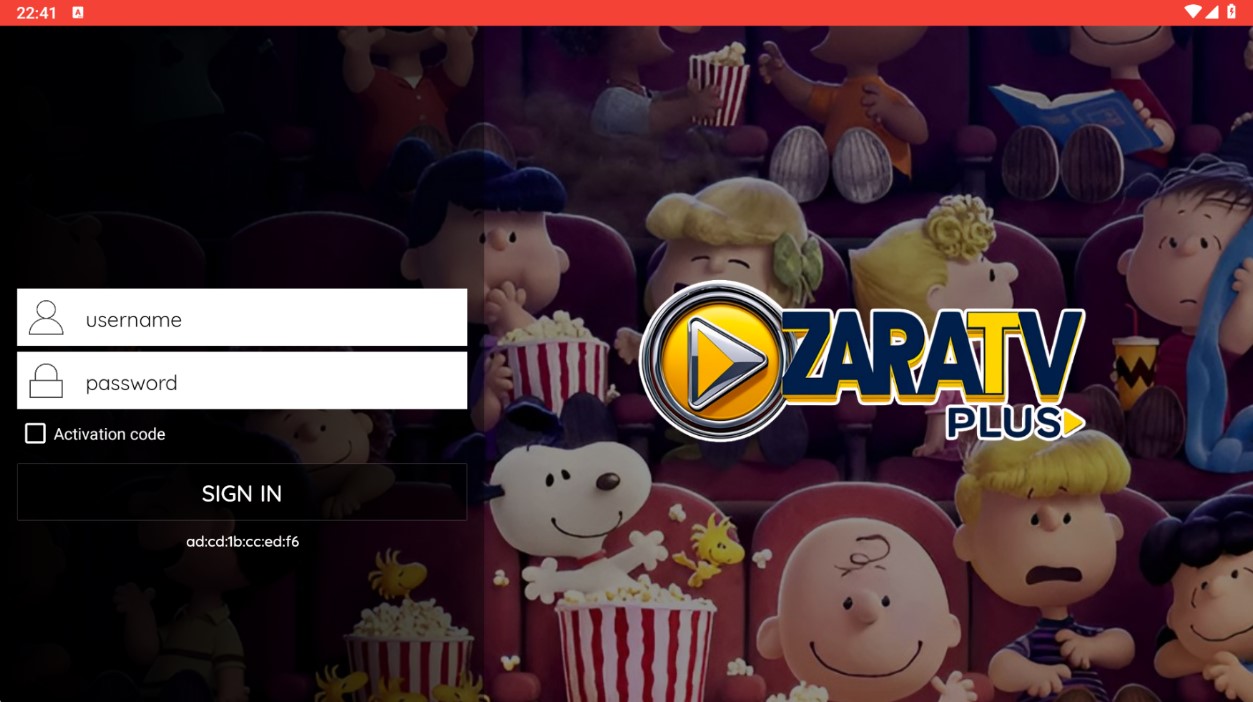 22:41 A
username
password
Activation code
SIGN IN
ad:cd:1b:cc:ed:f6
ZARATV
PLUS